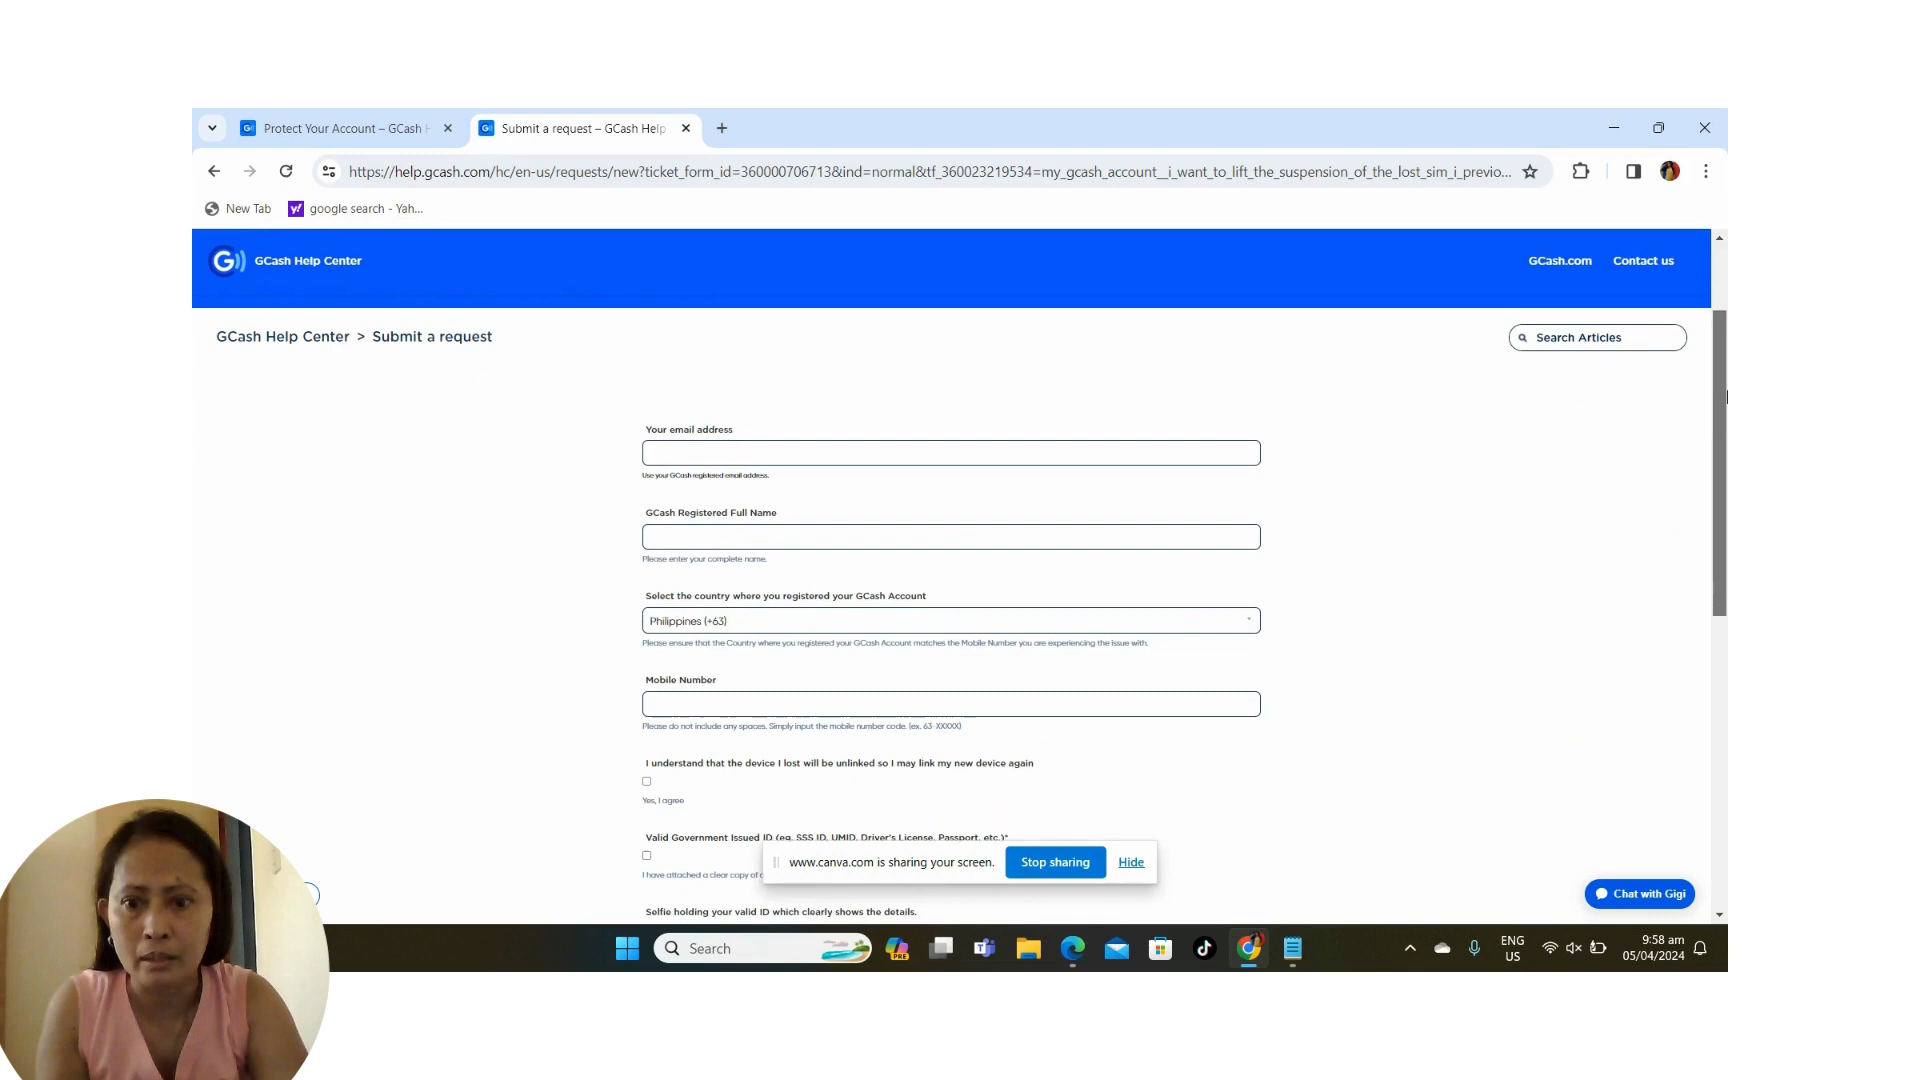 Protect Your Account – GCash H
Submit a request – GCash Help
https://help.gcash.com/hc/en-us/requests/new?ticket_form_id=360000706713&ind=normal&tf_360023219534=my_gcash_account__i_want_to_lift_the_suspension_of_the_lost_sim_i_previo...
New Tab
google search - Yah...
GCash Help Center
GCash.com
Contact us
GCash Help Center > Submit a request
Search Articles
Your email address
Use your GCash registered email address.
GCash Registered Full Name
Please enter your complete name.
Select the country where you registered your GCash Account
Philippines (+63)
Please ensure that the Country where you registered your GCash Account matches the Mobile Number you are experiencing the issue with.
Mobile Number
Please do not include any spaces. Simply input the mobile number code. (ex. 63-XXXXX)
I understand that the device I lost will be unlinked so I may link my new device again
Yes, I agree
Valid Government Issued ID (eg. SSS ID, UMID, Driver's License, Passport, etc.)*
I have attached a clear copy of
www.canva.com is sharing your screen.
Stop sharing
Hide
Chat with Gigi
Selfie holding your valid ID which clearly shows the details.
Search
PRE
ENG
US
9:58 am
05/04/2024